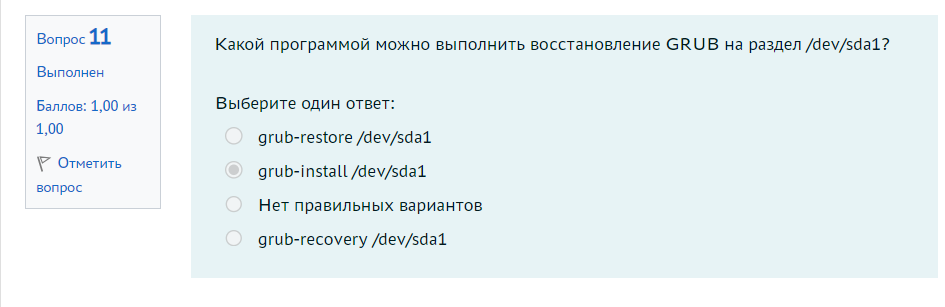 Вопрос 11
Выполнен
Баллов: 1,00 из
1,00
Отметить
вопрос
Какой программой можно выполнить восстановление GRUB на раздел /dev/sda1?
Выберите один ответ:
grub-restore /dev/sda1
grub-install /dev/sda1
Нет правильных вариантов
grub-recovery /dev/sda1